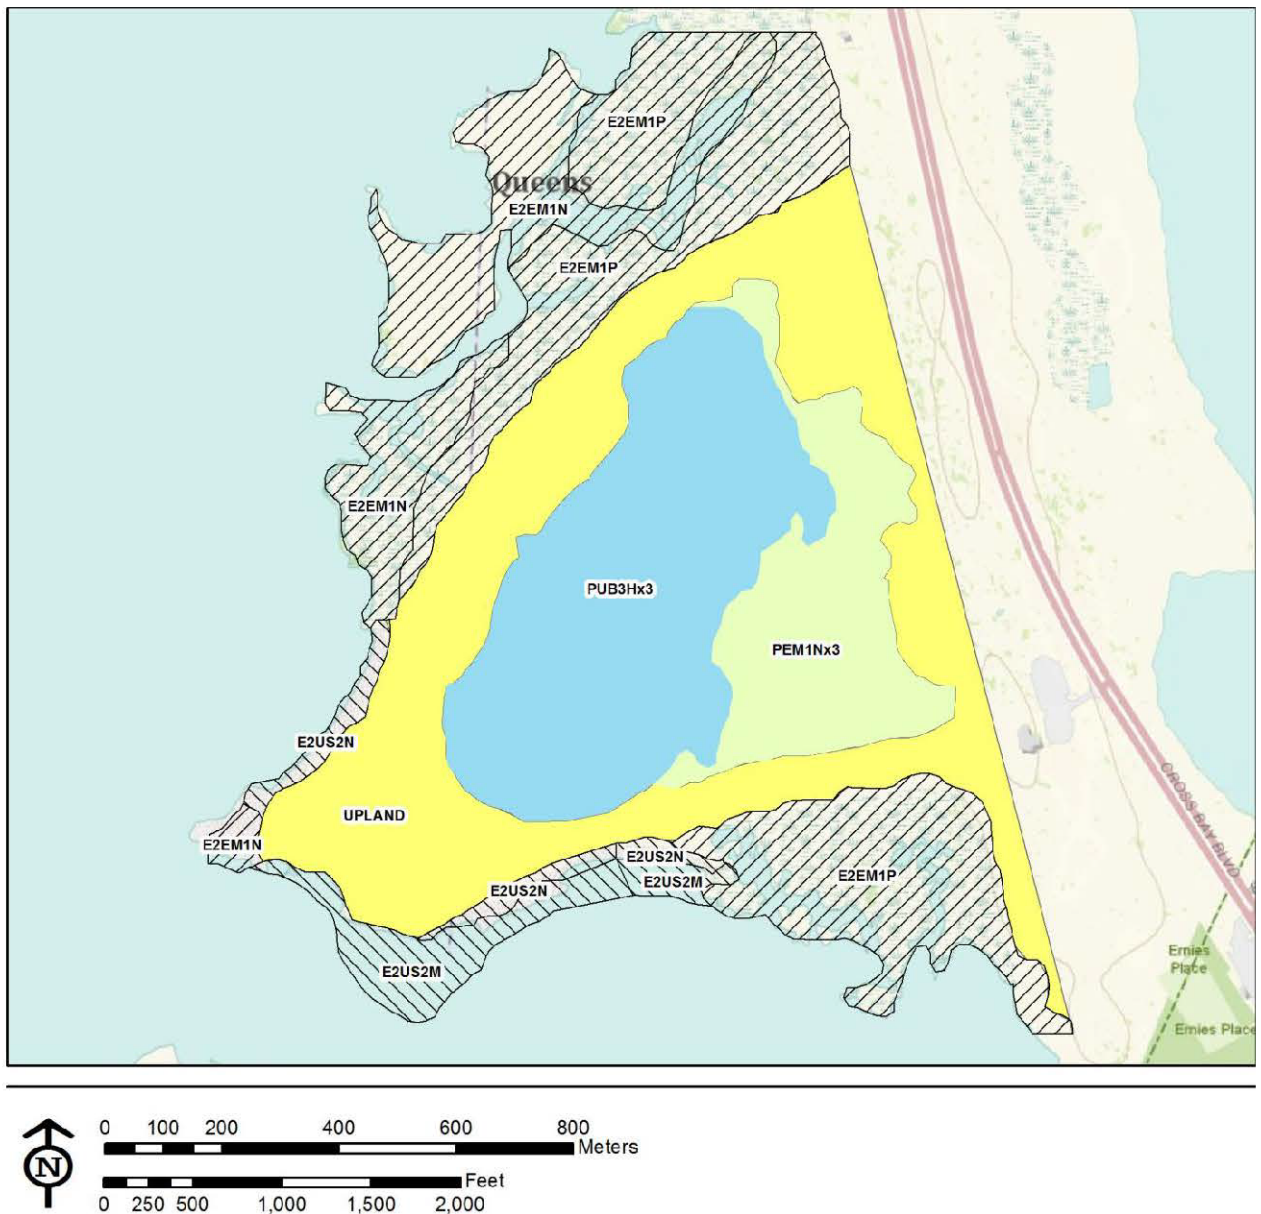 E2EM1P
Queens
E2EM1N
E2EM1P
E2EM1N
PUB3Hx3
PEM1Nx3
E2US2N
CROSS BAY BLVD
UPLAND
E2EM1N
E2US2N
E2US2M
E2EM1P
E2US2N
E2US2M
Ernies
Place
Ernies Place
N
0 100 200 400 600 800
Meters
Feet
0 250 500 1,000 1,500 2,000